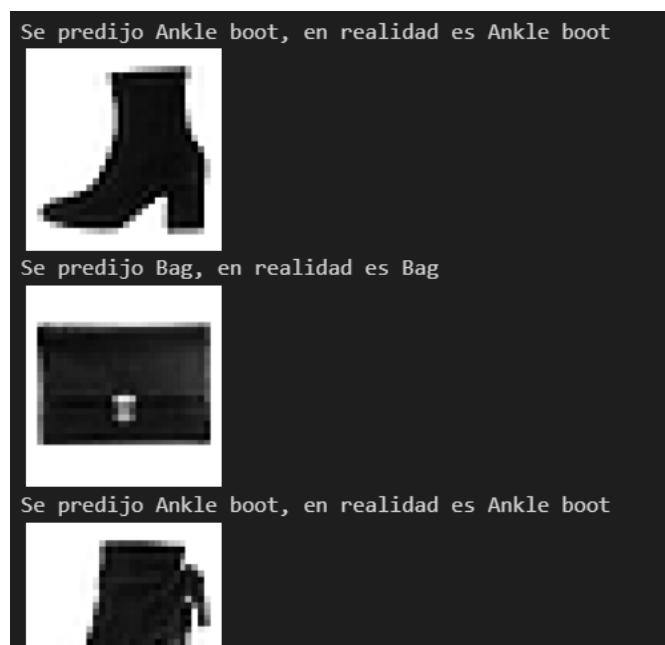 Se predijo Ankle boot, en realidad es Ankle boot
Se predijo Bag, en realidad es Bag
Se predijo Ankle boot, en realidad es Ankle boot